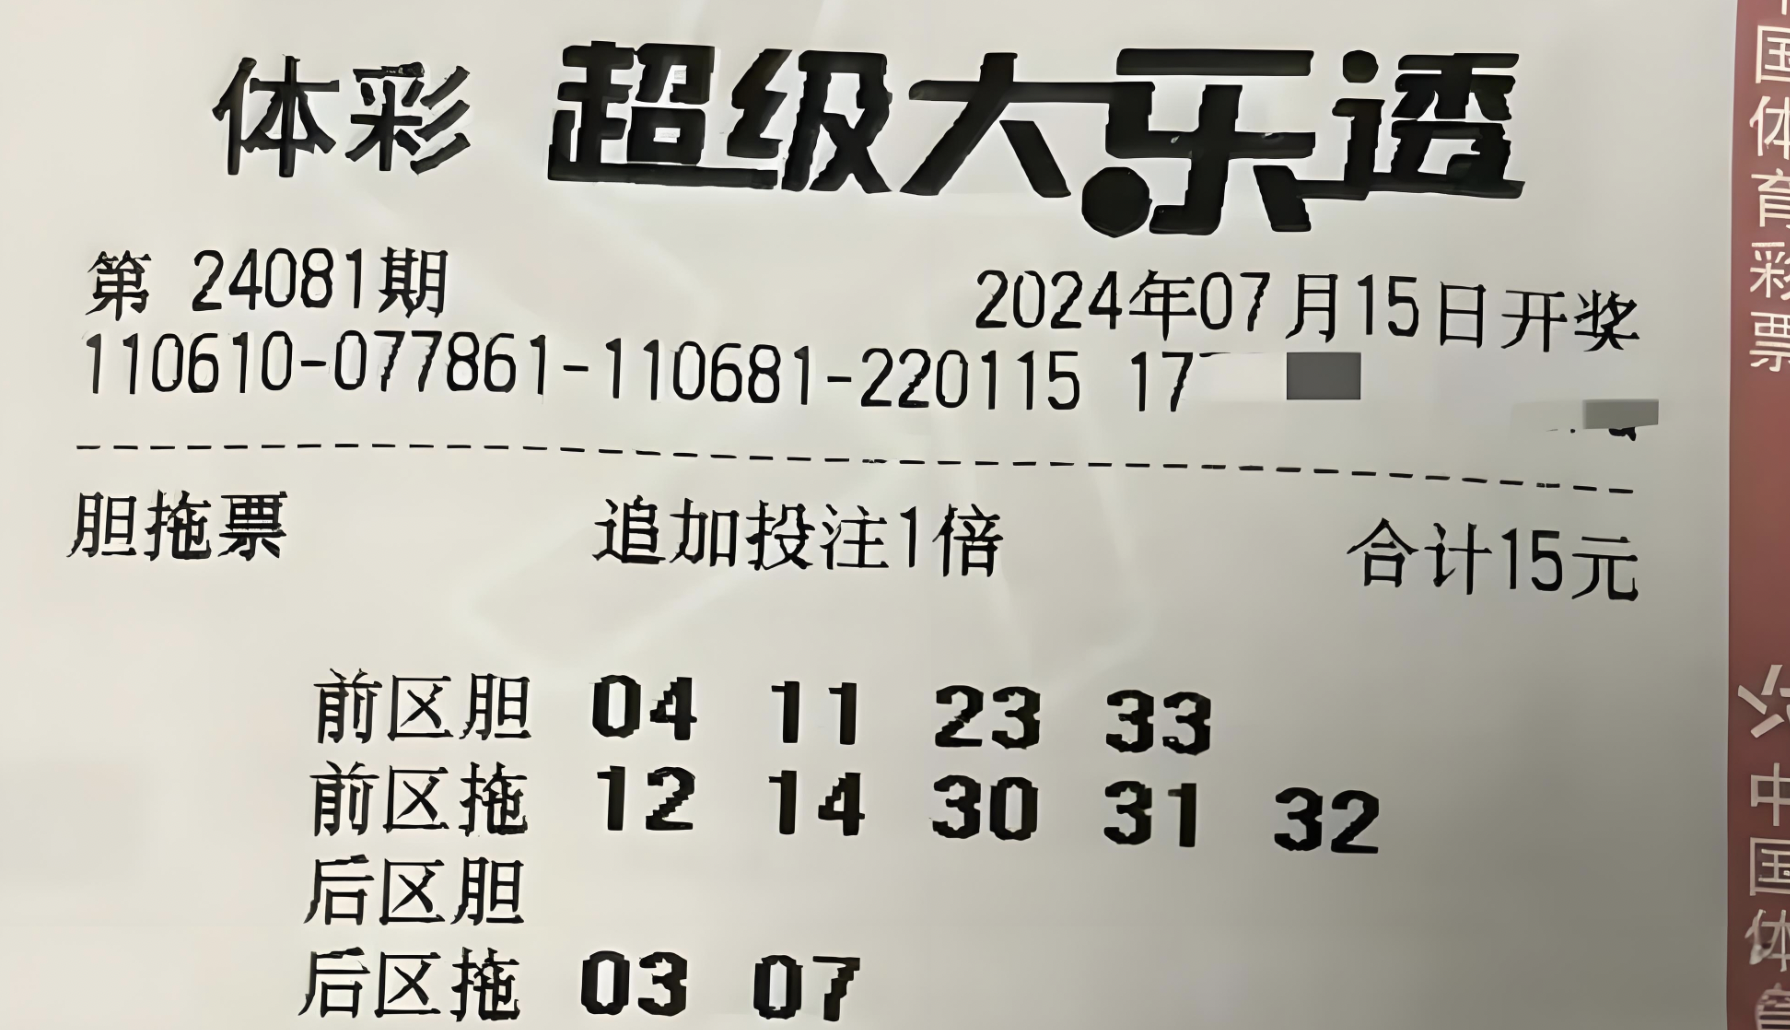 体彩 超级大乐透
第 24081期 2024年07月15日开奖
110610-077861-110681-220115 17
胆拖票 追加投注1倍 合计15元
前区胆 04 11 23 33
前区拖 12 14 30 31 32
后区胆
后区拖 03 07
国体育彩票
中国体育